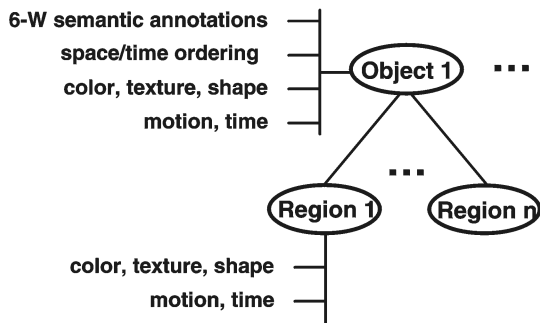 6-W semantic annotations
space/time ordering
color, texture, shape
motion, time
Object 1
...
...
Region 1
Region n
color, texture, shape
motion, time